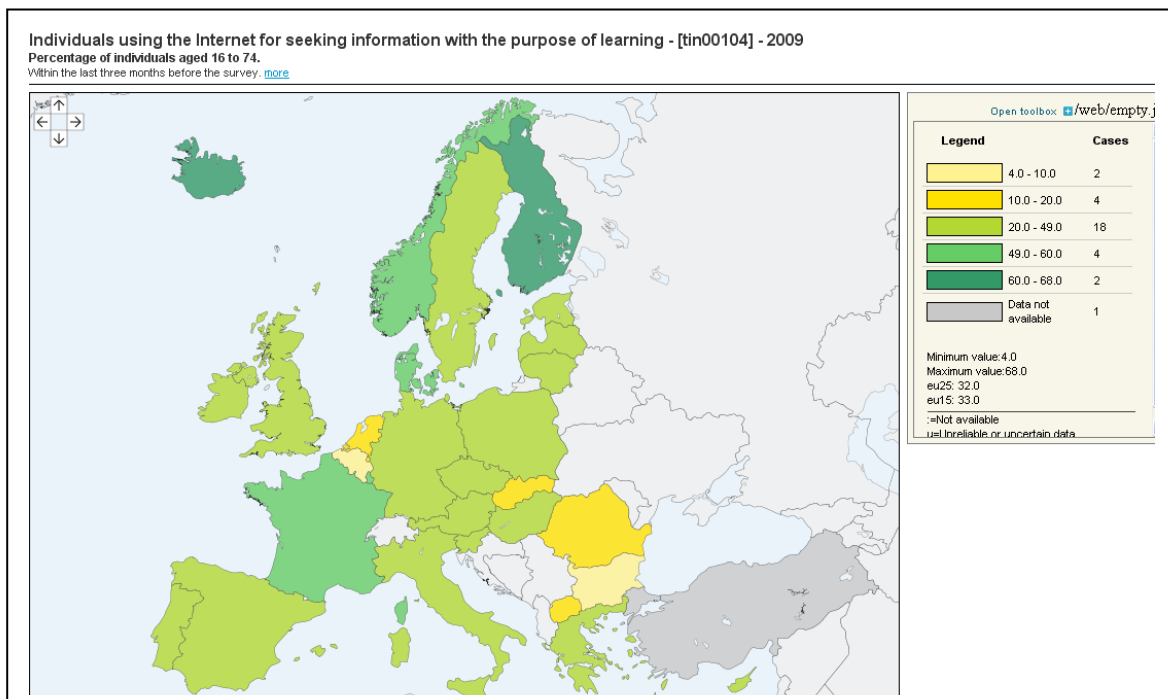 Individuals using the Internet for seeking information with the purpose of learning - [tin00104] - 2009
Percentage of individuals aged 16 to 74.
Within the last three months before the survey. more
Open toolbox /web/empty.j
Legend Cases
4.0 - 10.0 2
10.0 - 20.0 4
20.0 - 49.0 18
49.0 - 60.0 4
60.0 - 68.0 2
Data not
available 1
Minimum value:4.0
Maximum value:68.0
eu25: 32.0
eu15: 33.0
:=Not available
u=Unreliable or uncertain data